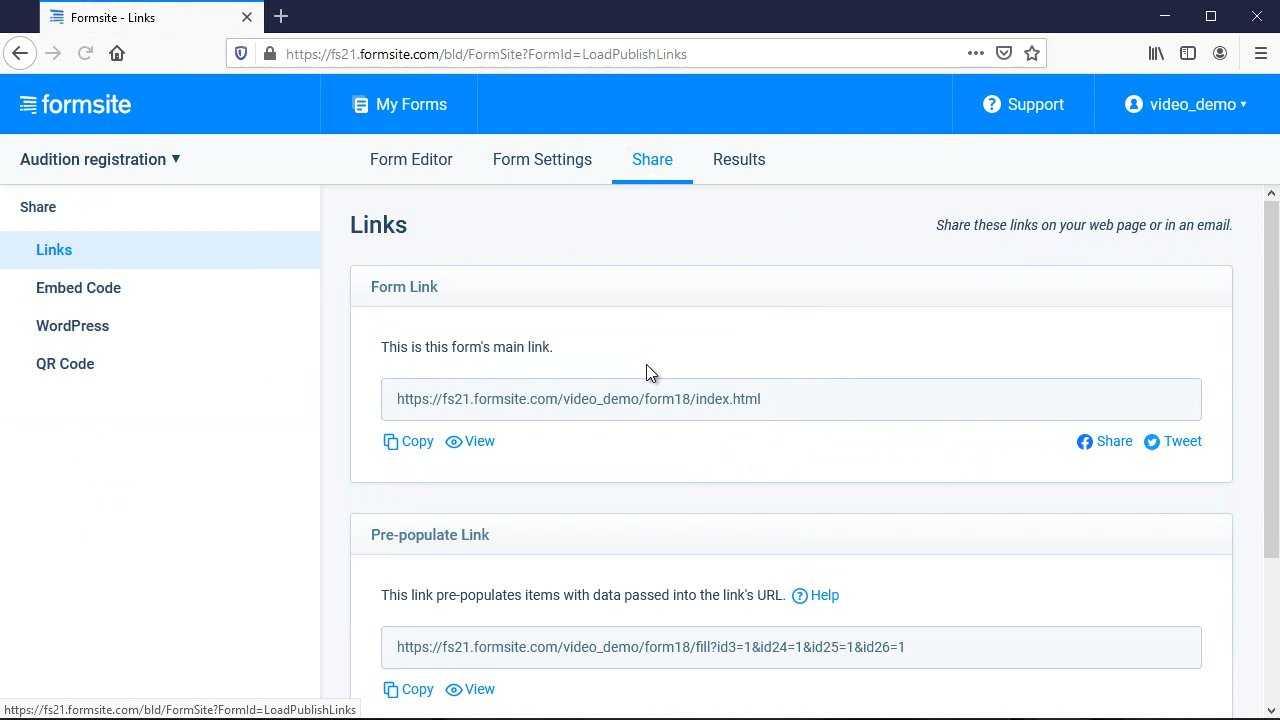 Formsite - Links
https://fs21.formsite.com/bld/FormSite?FormId=LoadPublishLinks
formsite
My Forms
Support
video_demo
Audition registration
Form Editor
Form Settings
Share
Results
Share
Links
Embed Code
WordPress
QR Code
Links
Share these links on your web page or in an email.
Form Link
This is this form's main link.
https://fs21.formsite.com/video_demo/form18/index.html
Copy
View
Share
Tweet
Pre-populate Link
This link pre-populates items with data passed into the link's URL. Help
https://fs21.formsite.com/video_demo/form18/fill?id3=1&id24=1&id25=1&id26=1
Copy
View
https://fs21.formsite.com/bld/FormSite?FormId=LoadPublishLinks